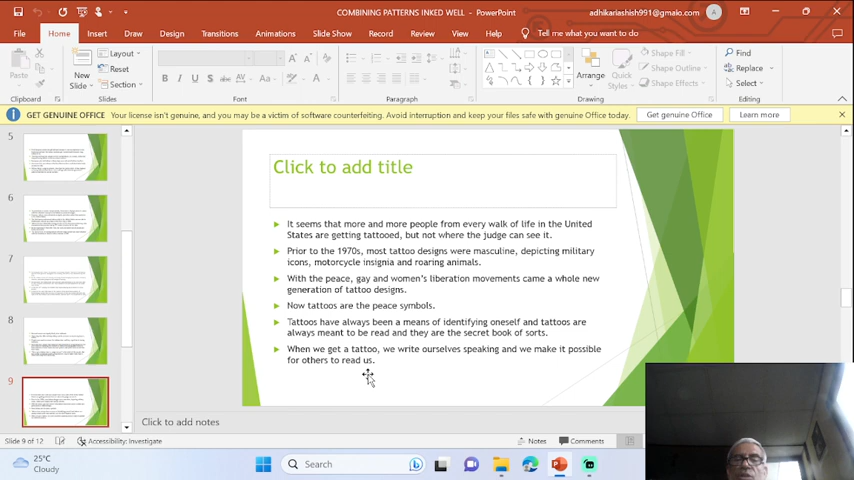 COMBINING PATTERNS INKED WELL - PowerPoint
adhikariashish991@gmaio.com
A
File
Home
Insert
Draw
Design
Transitions
Animations
Slide Show
Record
Review
View
Help
Tell me what you want to do
Paste
New
Slide
Layout
Reset
Section
B
I
U
S
Arrange
Quick
Styles
Shape Fill
Shape Outline
Shape Effects
Find
Replace
Select
Clipboard
Slides
Font
Paragraph
Drawing
Editing
GET GENUINE OFFICE Your license isn't genuine, and you may be a victim of software counterfeiting. Avoid interruption and keep your files safe with genuine Office today.
Get genuine Office
Learn more
5
6
7
8
9
Click to add title
It seems that more and more people from every walk of life in the United
States are getting tattooed, but not where the judge can see it.
Prior to the 1970s, most tattoo designs were masculine, depicting military
icons, motorcycle insignia and roaring animals.
With the peace, gay and women's liberation movements came a whole new
generation of tattoo designs.
Now tattoos are the peace symbols.
Tattoos have always been a means of identifying oneself and tattoos are
always meant to be read and they are the secret book of sorts.
When we get a tattoo, we write ourselves speaking and we make it possible
for others to read us.
Click to add notes
Slide 9 of 12
Accessibility: Investigate
Notes
Comments
25°C
Cloudy
Search